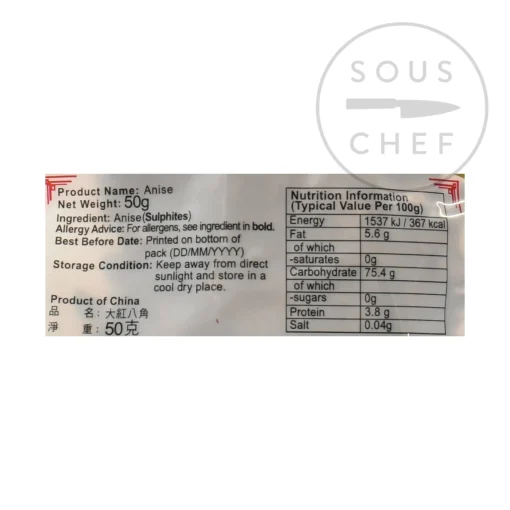 SOUS
CHEF
Product Name: Anise
Net Weight: 50g
Ingredient: Anise(Sulphites)
Allergy Advice: For allergens, see ingredient in bold.
Best Before Date: Printed on bottom of
pack (DD/MM/YYYY)
Storage Condition: Keep away from direct
sunlight and store in a
cool dry place.
Product of China
品 名：大紅八角
淨 重：50克
Nutrition Information
(Typical Value Per 100g)
Energy 1537 kJ / 367 kcal
Fat 5.6 g
of which
-saturates 0g
Carbohydrate 75.4 g
of which
-sugars 0g
Protein 3.8 g
Salt 0.04g